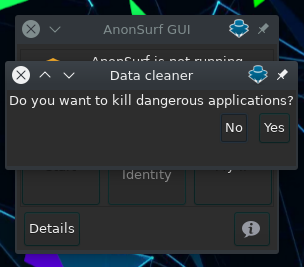 AnonSurf GUI
AnonSurf is not running
Data cleaner
Do you want to kill dangerous applications?
No
Yes
Identity
Details